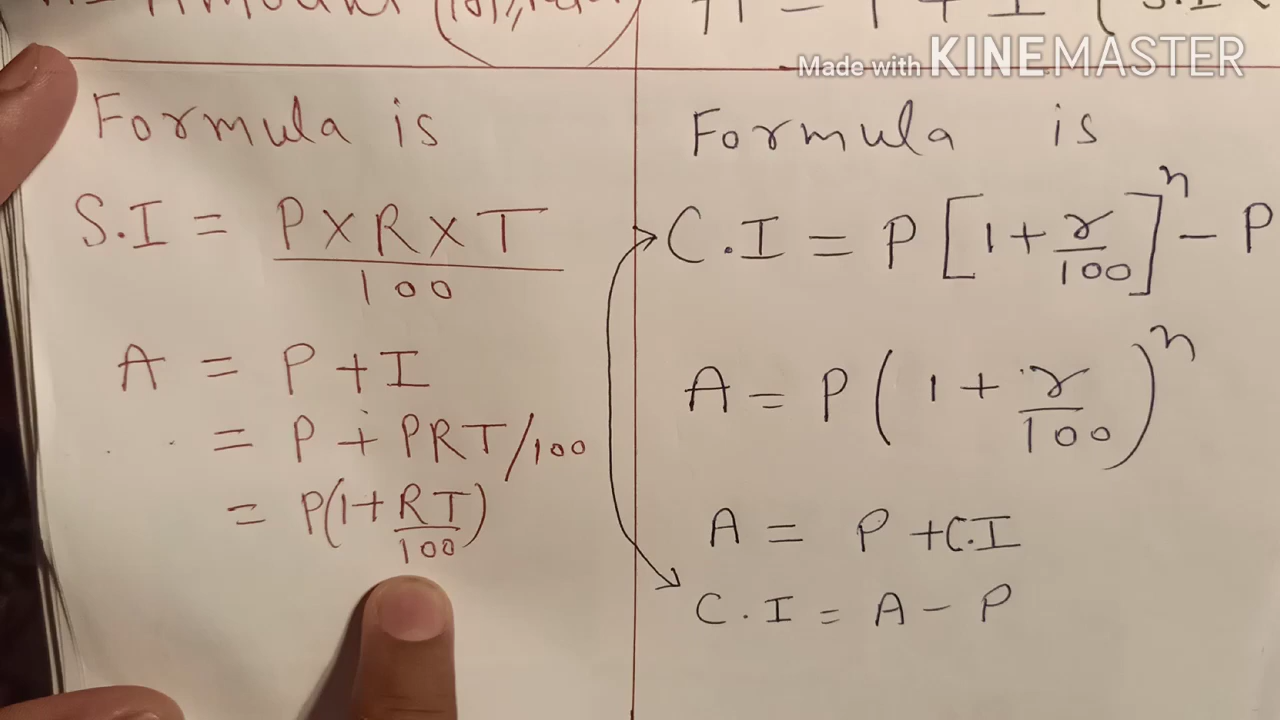 A = P + I (S.I
Made with KINEMASTER
Formula is
S.I = P X R X T / 100
A = P + I
= P + PRT/100
= P(1 + RT/100)
Formula is
C.I = P [1 + r/100]^n - P
A = P (1 + r/100)^n
A = P + C.I
C.I = A - P